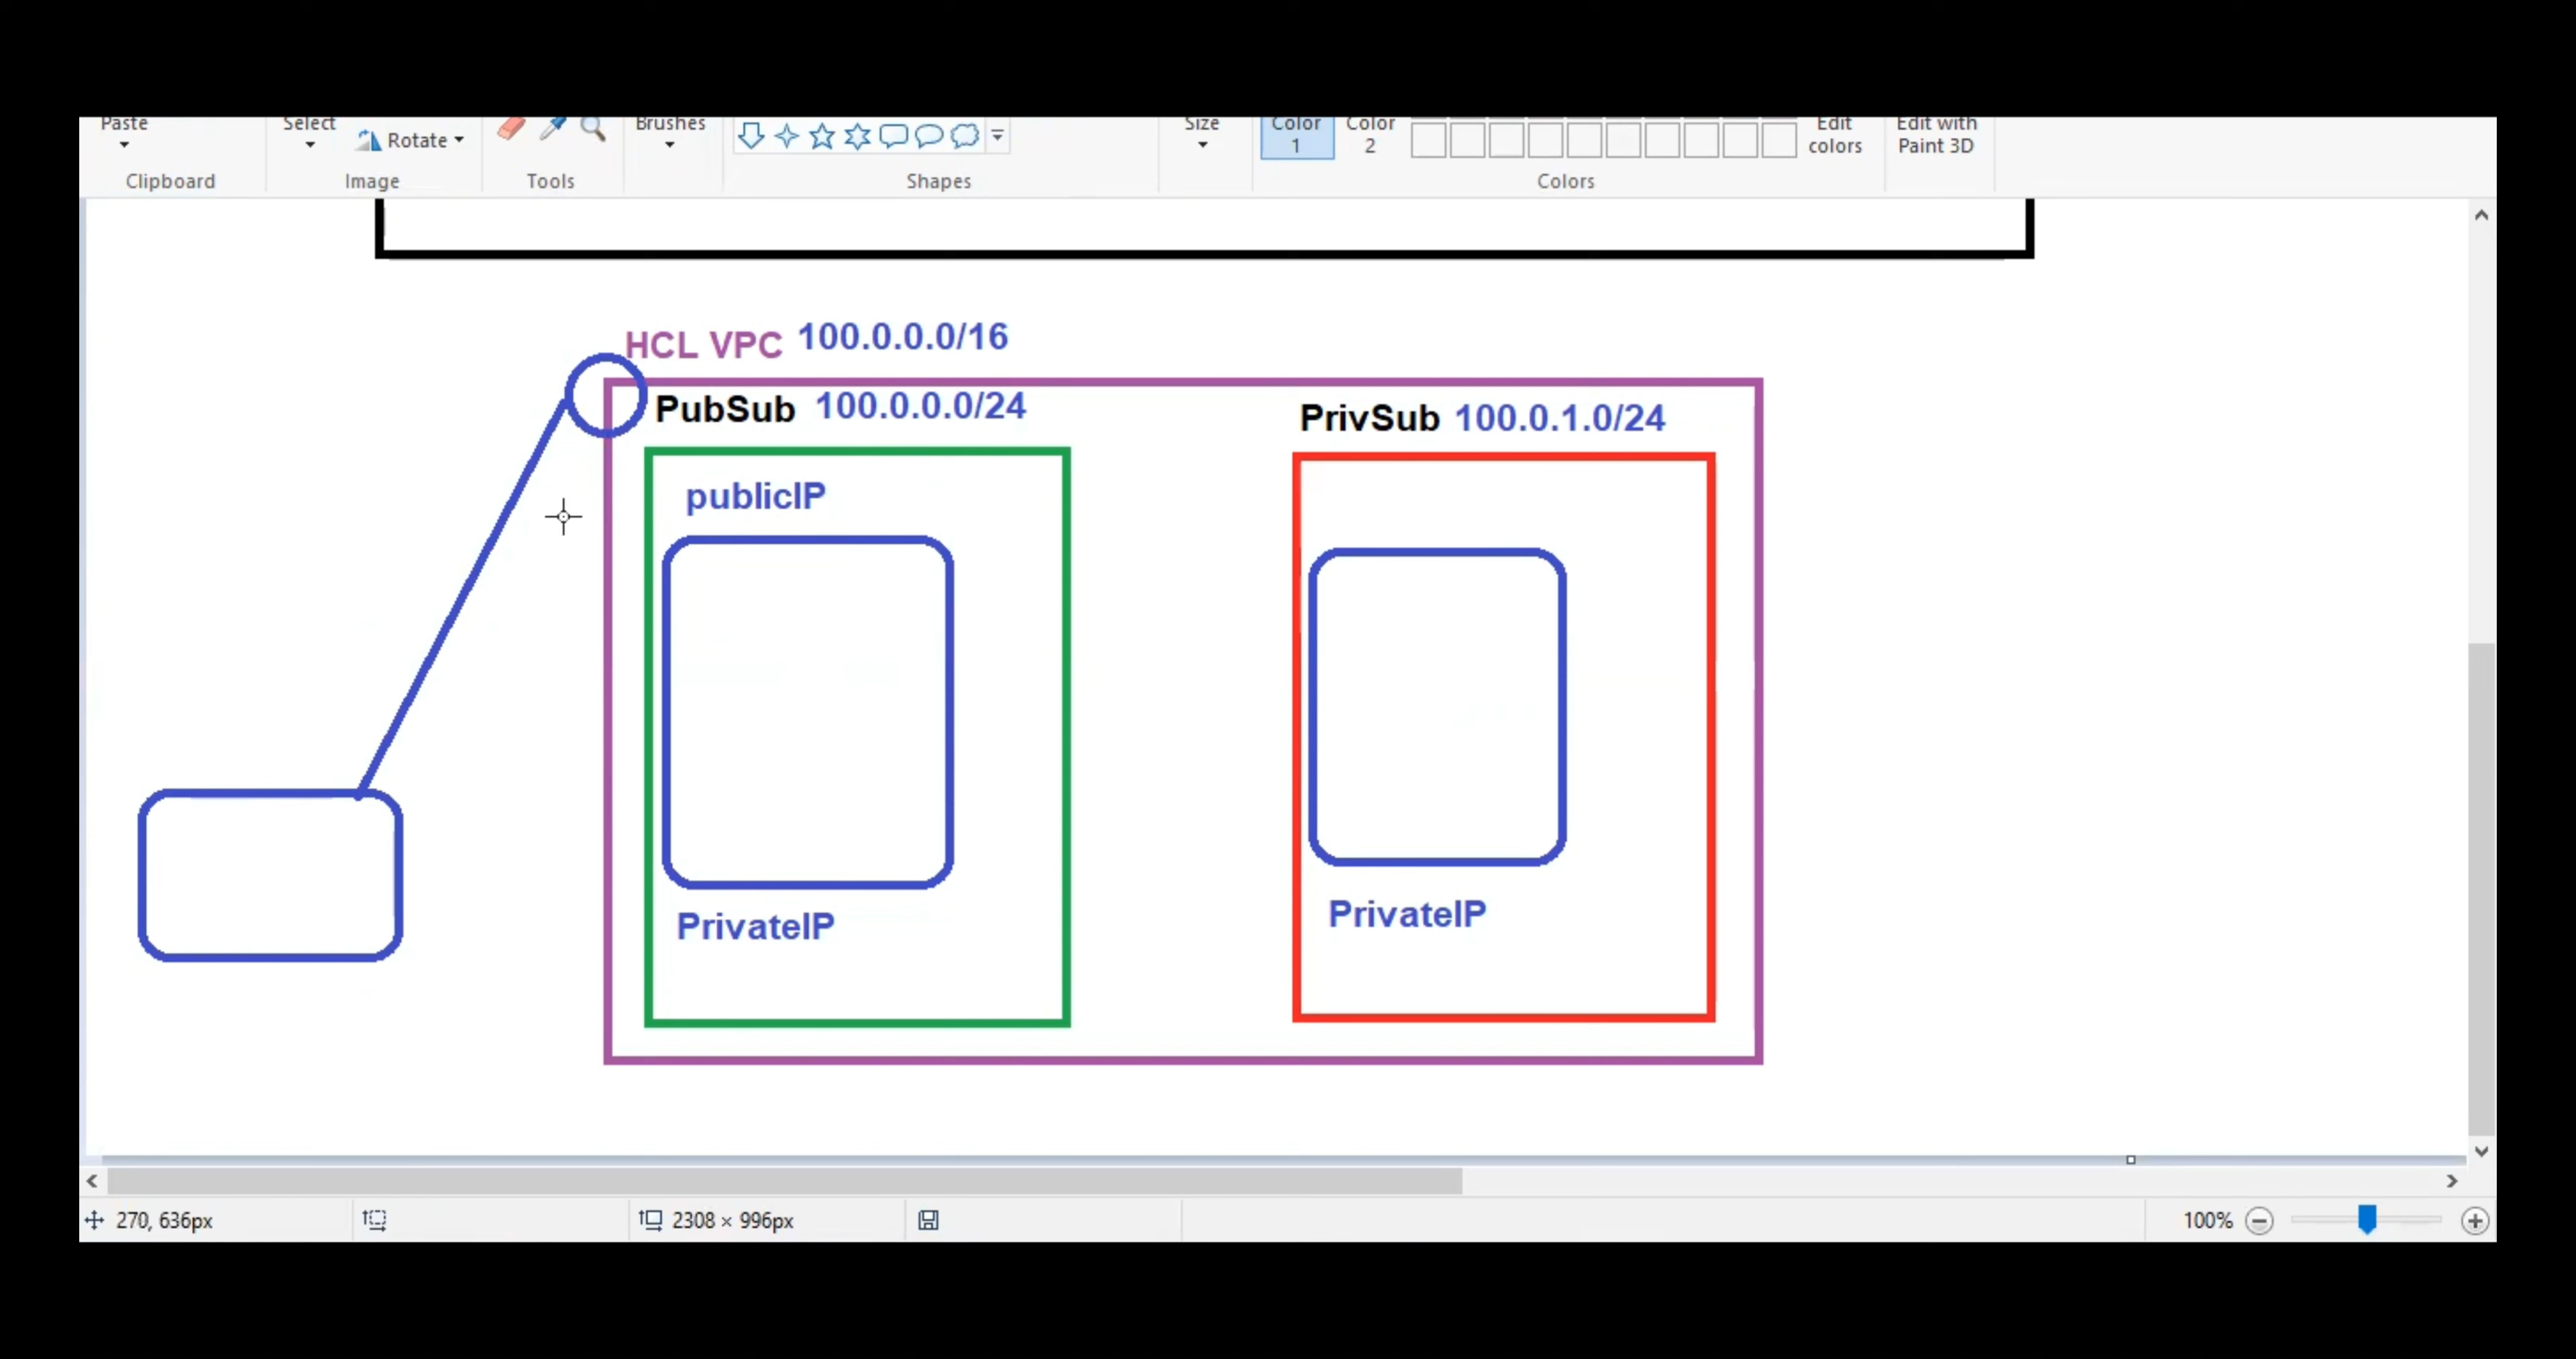 Paste
Select
Rotate
Brushes
Size
Color 1
Color 2
Edit colors
Edit with Paint 3D
Clipboard
Image
Tools
Shapes
Colors
HCL VPC 100.0.0.0/16
PubSub 100.0.0.0/24
PrivSub 100.0.1.0/24
publicIP
PrivateIP
PrivateIP
270, 636px
2308 × 996px
100%